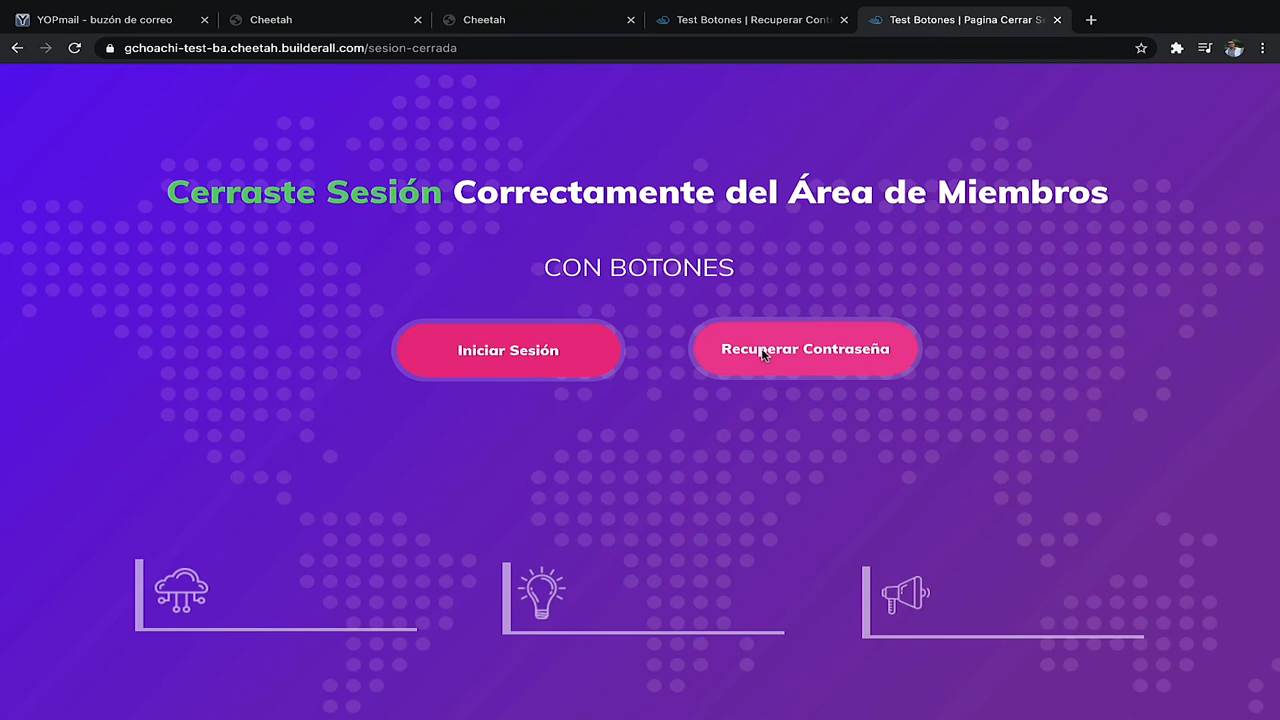 YOPmail - buzón de correo
Cheetah
Cheetah
Test Botones | Recuperar Con
Test Botones | Pagina Cerrar S
gchoachi-test-ba.cheetah.builderall.com/sesion-cerrada
Cerraste Sesión Correctamente del Área de Miembros
CON BOTONES
Iniciar Sesión
Recuperar Contraseña